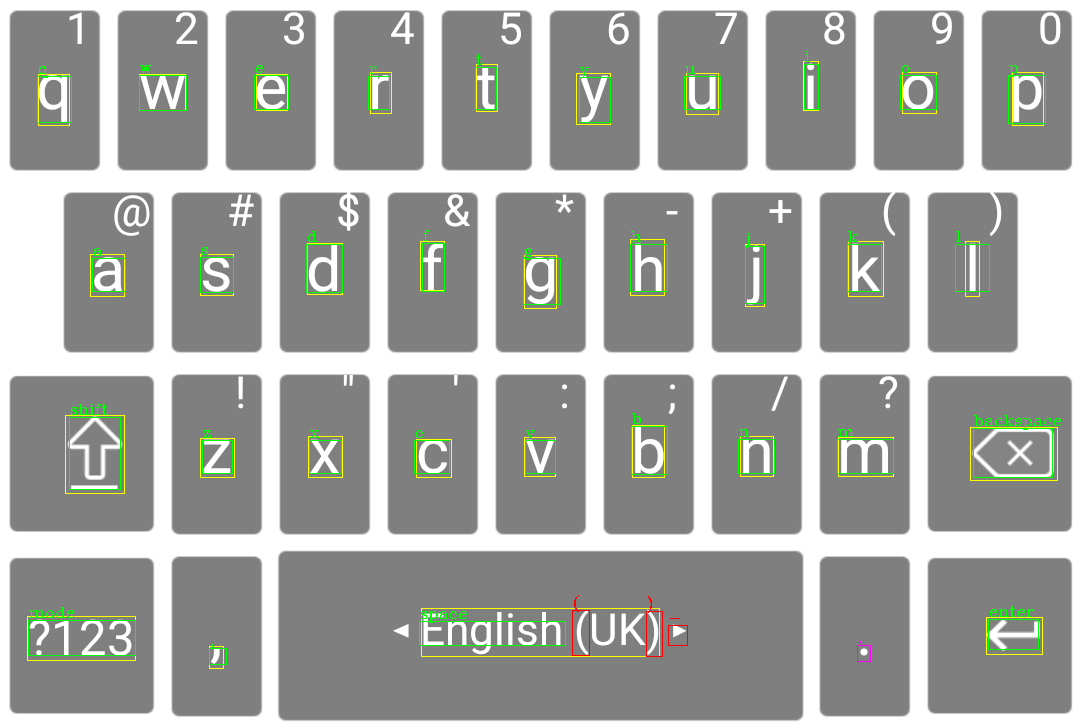 1 2 3 4 5 6 7 8 9 0
q w e r t y u i o p
@ # $ & * - + ( )
a s d f g h j k l
! " ' : ; / ?
shift backspace
z x c v b n m
mode space enter
?123 , ◄ English (UK) ► .